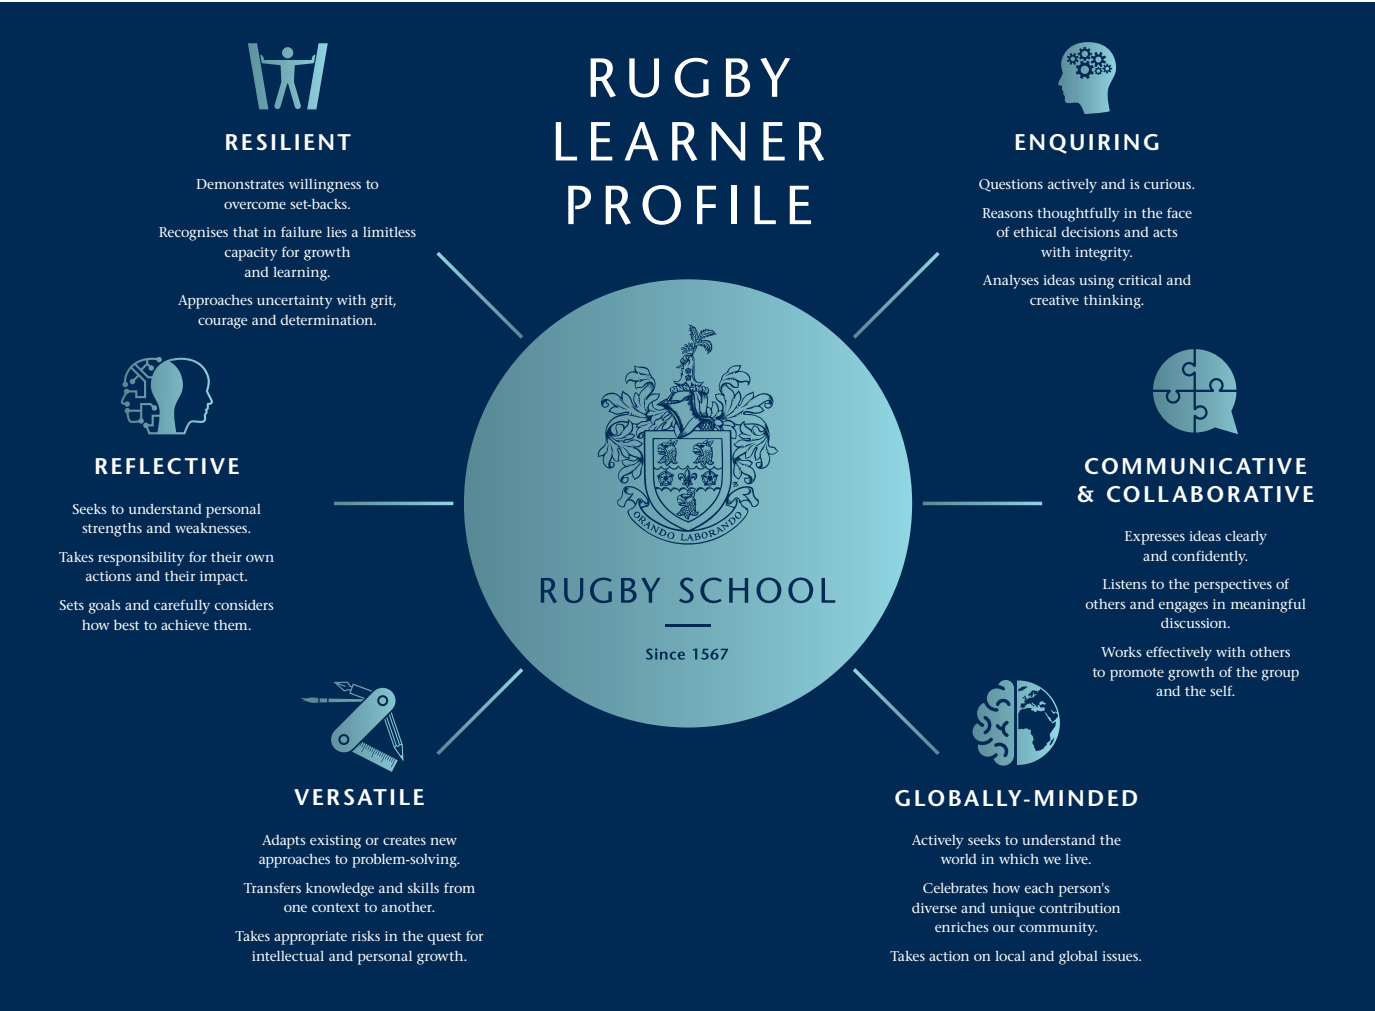 RUGBY
LEARNER
PROFILE
RESILIENT
Demonstrates willingness to
overcome set-backs.
Recognises that in failure lies a limitless
capacity for growth
and learning.
Approaches uncertainty with grit,
courage and determination.
ENQUIRING
Questions actively and is curious.
Reasons thoughtfully in the face
of ethical decisions and acts
with integrity.
Analyses ideas using critical and
creative thinking.
REFLECTIVE
Seeks to understand personal
strengths and weaknesses.
Takes responsibility for their own
actions and their impact.
Sets goals and carefully considers
how best to achieve them.
ORANDO LABORANDO
RUGBY SCHOOL
Since 1567
COMMUNICATIVE
& COLLABORATIVE
Expresses ideas clearly
and confidently.
Listens to the perspectives of
others and engages in meaningful
discussion.
Works effectively with others
to promote growth of the group
and the self.
VERSATILE
Adapts existing or creates new
approaches to problem-solving.
Transfers knowledge and skills from
one context to another.
Takes appropriate risks in the quest for
intellectual and personal growth.
GLOBALLY-MINDED
Actively seeks to understand the
world in which we live.
Celebrates how each person's
diverse and unique contribution
enriches our community.
Takes action on local and global issues.